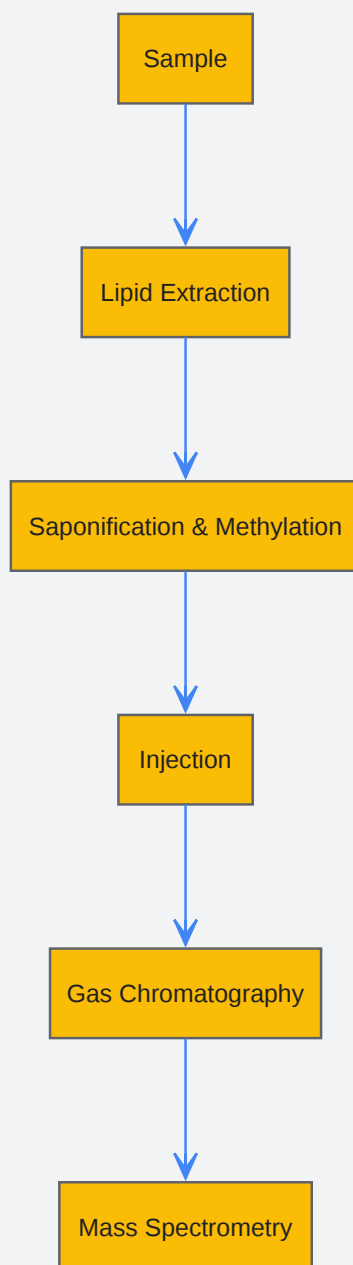 Sample
Lipid Extraction
Saponification & Methylation
Injection
Gas Chromatography
Mass Spectrometry